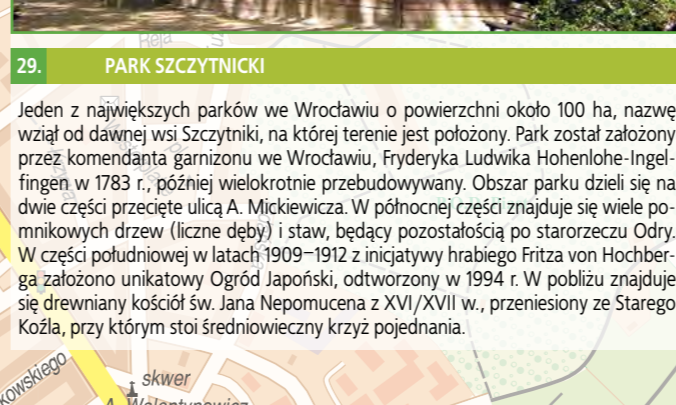 Reja
29. PARK SZCZYTNICKI
Jeden z największych parków we Wrocławiu o powierzchni około 100 ha, nazwę
wziął od dawnej wsi Szczytniki, na której terenie jest położony. Park został założony
przez komendanta garnizonu we Wrocławiu, Fryderyka Ludwika Hohenlohe-Ingel-
fingen w 1783 r., później wielokrotnie przebudowywany. Obszar parku dzieli się na
dwie części przecięte ulicą A. Mickiewicza. W północnej części znajduje się wiele po-
mnikowych drzew (liczne dęby) i staw, będący pozostałością po starorzeczu Odry.
W części południowej w latach 1909–1912 z inicjatywy hrabiego Fritza von Hochber-
ga założono unikatowy Ogród Japoński, odtworzony w 1994 r. W pobliżu znajduje
się drewniany kościół św. Jana Nepomucena z XVI/XVII w., przeniesiony ze Starego
Koźla, przy którym stoi średniowieczny krzyż pojednania.
kowskiego
skwer
A. Walentynowicz